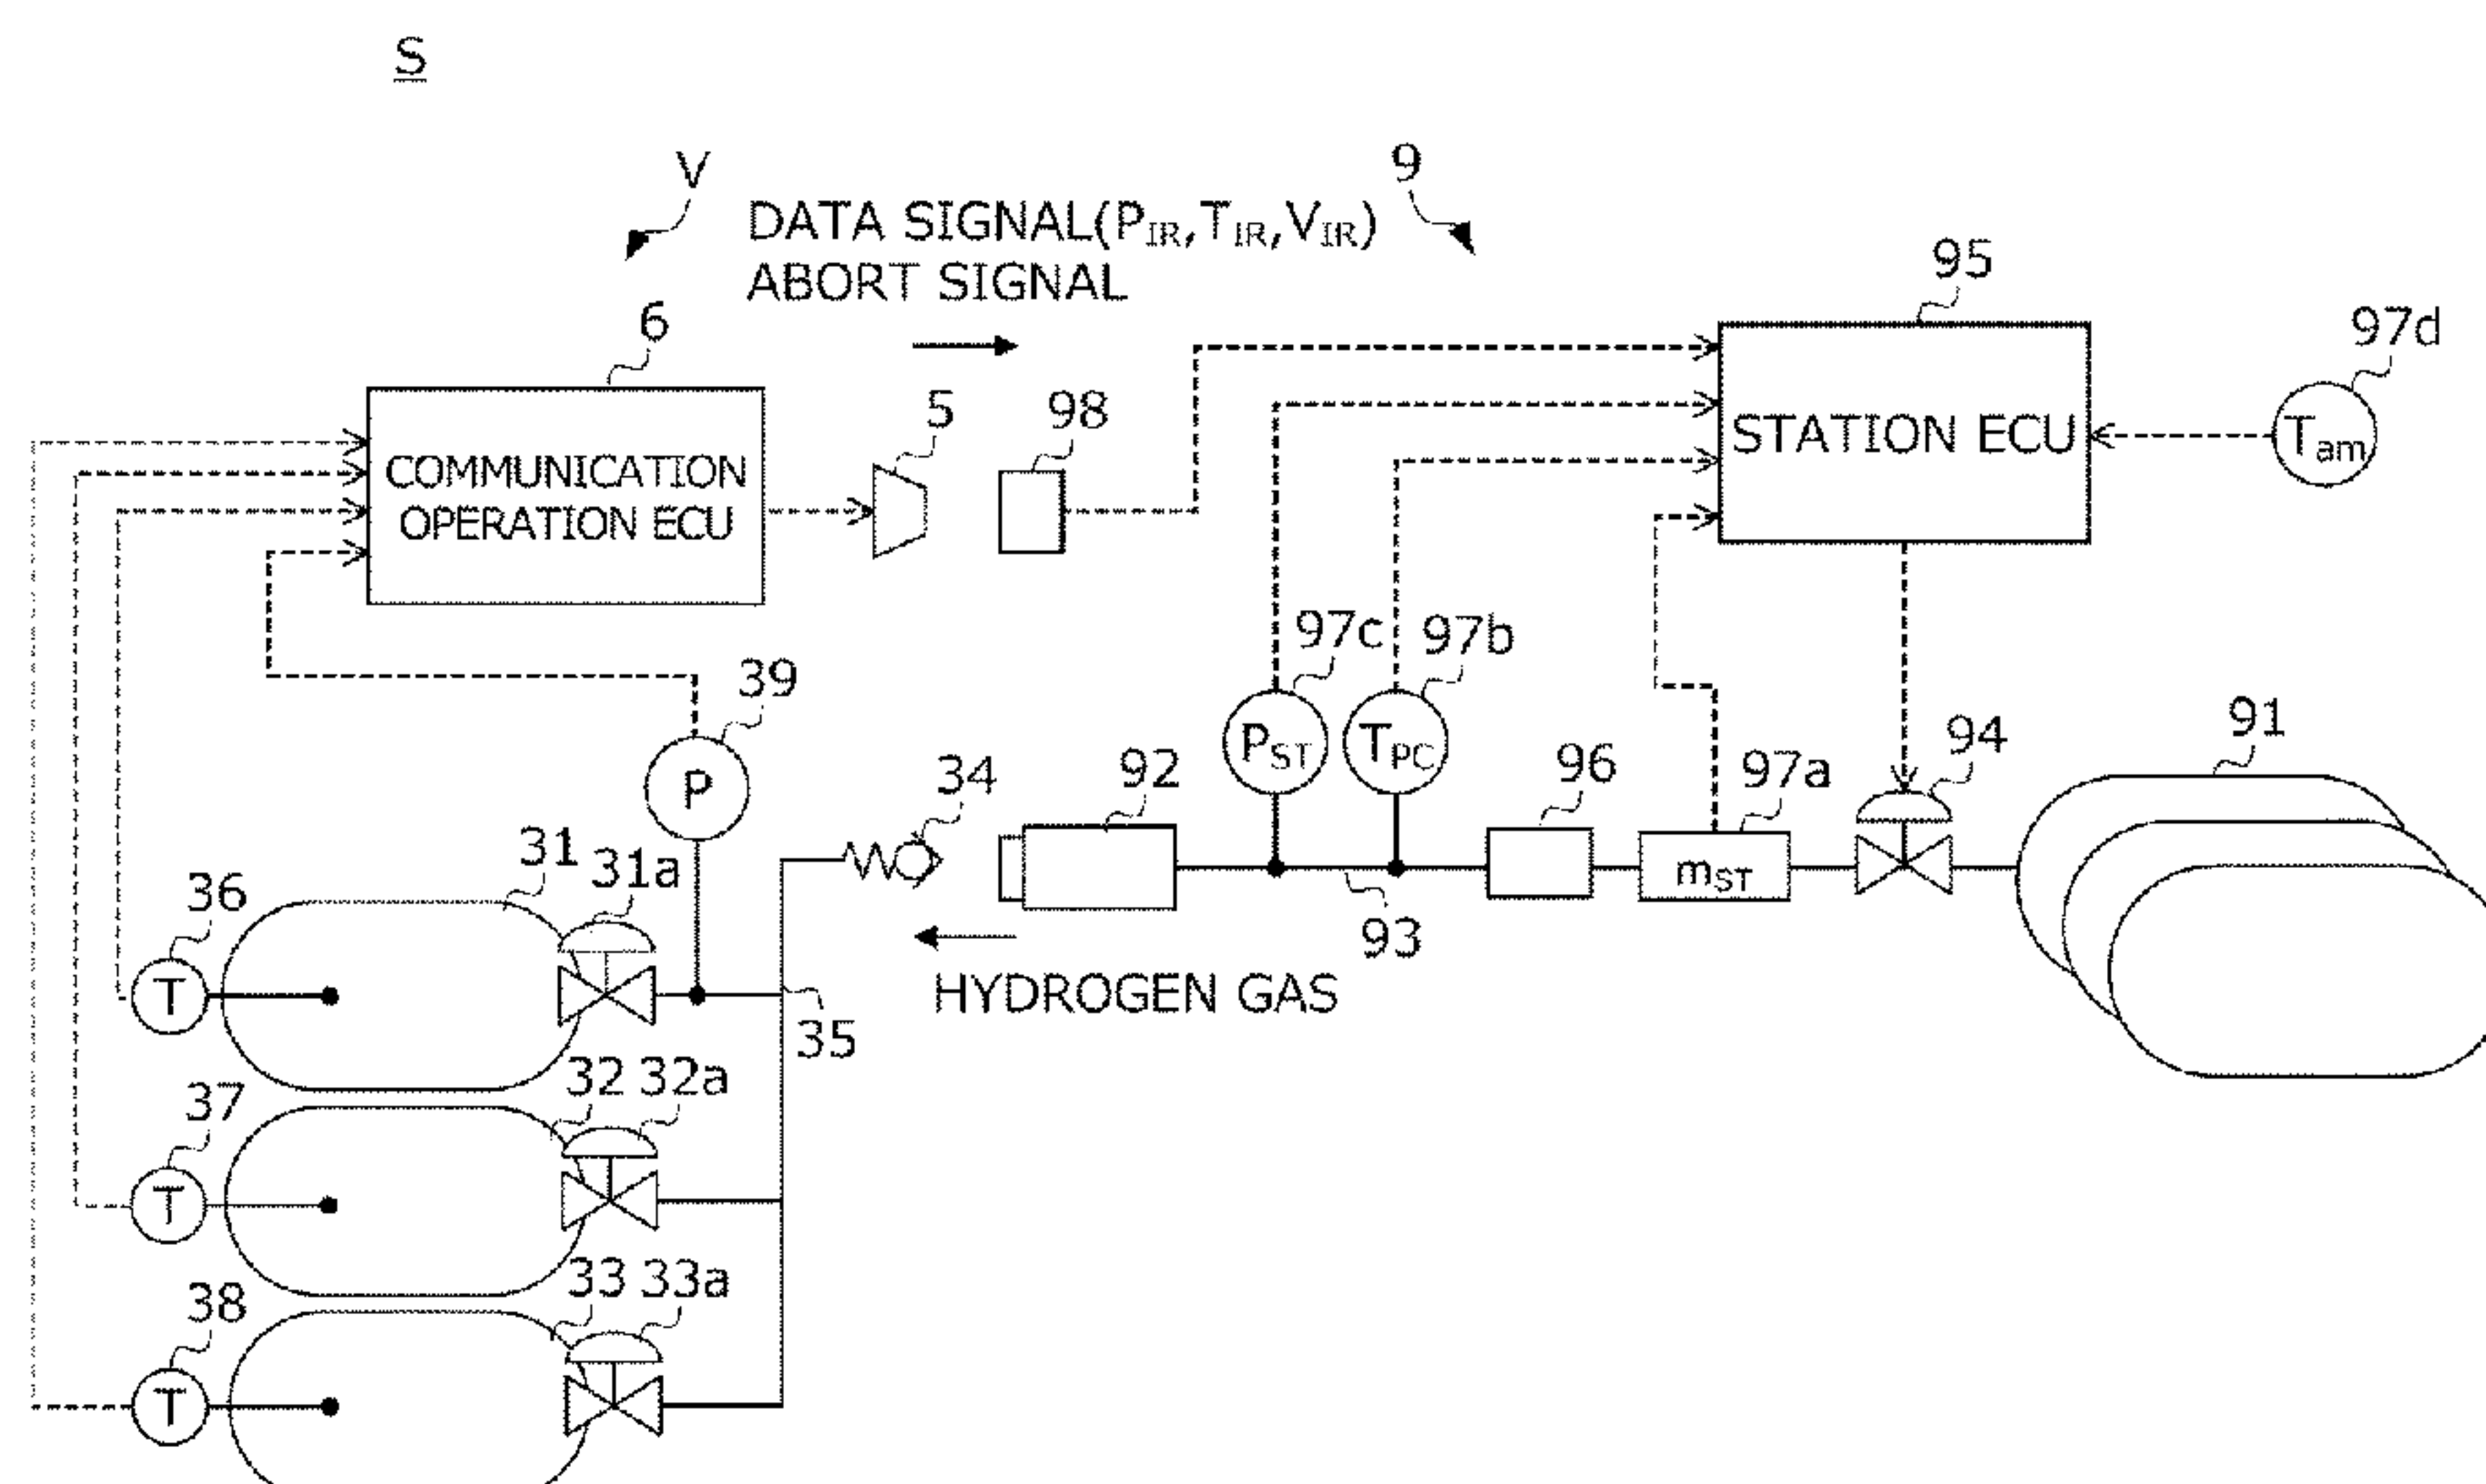 S
V
9
DATA SIGNAL(PIR,TIR,VIR)
ABORT SIGNAL
95
97d
6
5
98
COMMUNICATION
OPERATION ECU
STATION ECU
Tam
97c
97b
39
PST
TPC
P
34
92
96
97a
94
91
mST
93
HYDROGEN GAS
31
31a
36
T
35
32
32a
37
T
33
33a
38
T